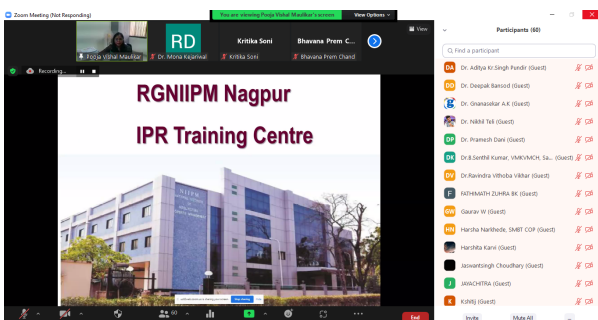 Zoom Meeting (Not Responding)
You are viewing Pooja Vishal Maulikar's screen
View Options
View
RD
Kritika Soni
Bhavana Prem C...
Pooja Vishal Maulikar
Dr. Mona Kejariwal
Kritika Soni
Bhavana Prem Chand
Recording...
RGNIIPM Nagpur
IPR Training Centre
Stop sharing
60
End
Participants (60)
Find a participant
DA Dr. Aditya Kr.Singh Pundir (Guest)
DD Dr. Deepak Bansod (Guest)
Dr. Gnanasekar A.K (Guest)
Dr. Nikhil Teli (Guest)
DP Dr. Pramesh Dani (Guest)
DK Dr.B.Senthil Kumar, VMKVMCH, Sa... (Guest)
DV Dr.Ravindra Vithoba Vikhar (Guest)
F FATHIMATH ZUHRA BK (Guest)
GW Gaurav W (Guest)
HN Harsha Narkhede, SMBT COP (Guest)
Harshita Karvi (Guest)
Jaswantsingh Choudhary (Guest)
J JAVACHITRA (Guest)
K Kshitij (Guest)
Invite
Mute All
...